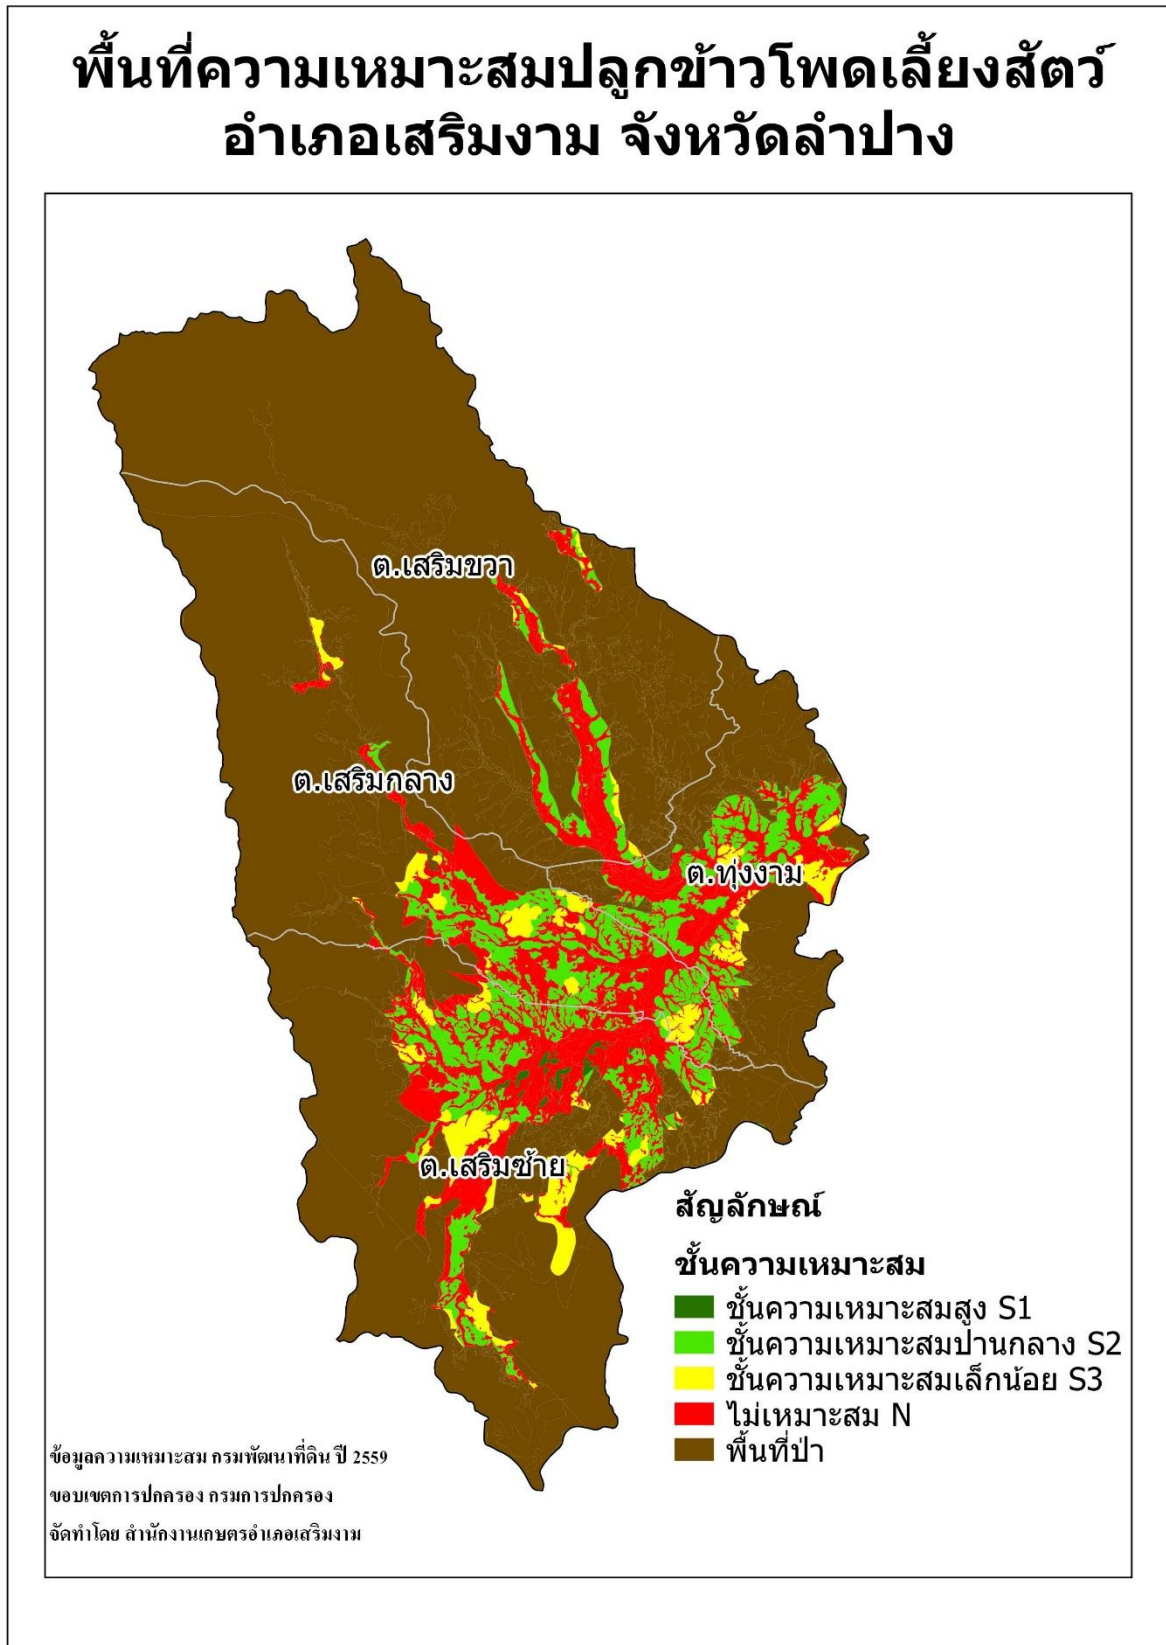 พื้นที่ความเหมาะสมปลูกข้าวโพดเลี้ยงสัตว์
อำเภอเสริมงาม จังหวัดลำปาง
ต.เสริมขวา
ต.เสริมกลาง
ต.ทุ่งงาม
ต.เสริมซ้าย
สัญลักษณ์
ชั้นความเหมาะสม
ชั้นความเหมาะสมสูง S1
ชั้นความเหมาะสมปานกลาง S2
ชั้นความเหมาะสมเล็กน้อย S3
ไม่เหมาะสม N
พื้นที่ป่า
ข้อมูลความเหมาะสม กรมพัฒนาที่ดิน ปี 2559
ขอบเขตการปกครอง กรมการปกครอง
จัดทำโดย สำนักงานเกษตรอำเภอเสริมงาม